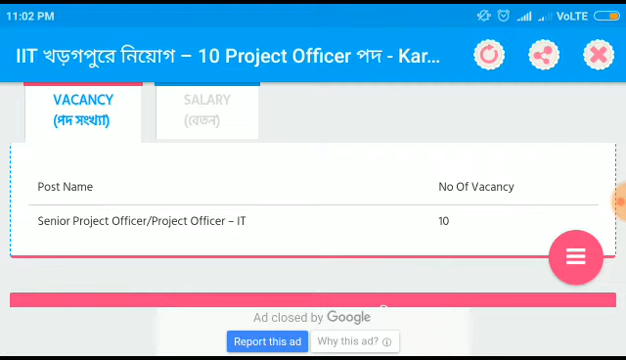 11:02 PM
VoLTE
IIT খড়গপুরে নিয়োগ – 10 Project Officer পদ - Kar...
VACANCY
(পদ সংখ্যা)
SALARY
(বেতন)
Post Name
No Of Vacancy
Senior Project Officer/Project Officer – IT
10
Ad closed by Google
Report this ad
Why this ad?